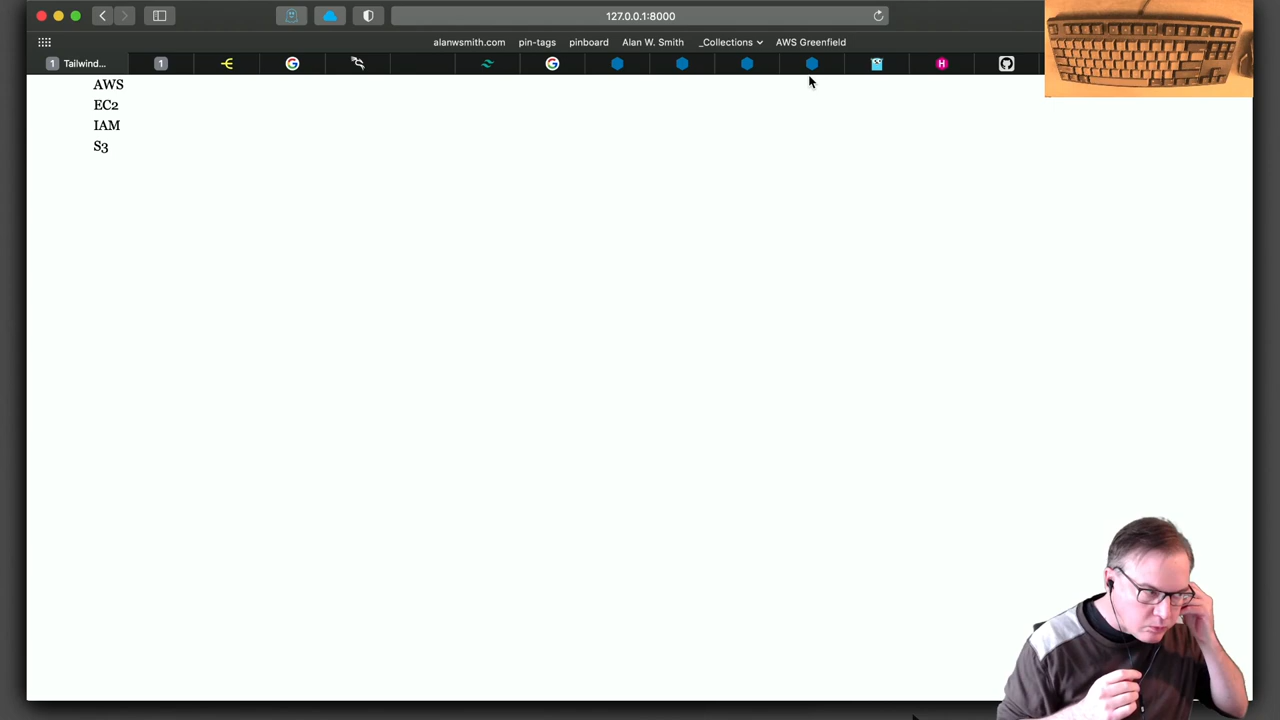 127.0.0.1:8000
alanwsmith.com pin-tags pinboard Alan W. Smith _Collections AWS Greenfield
1 Tailwind... 1 G G H
AWS
EC2
IAM
S3